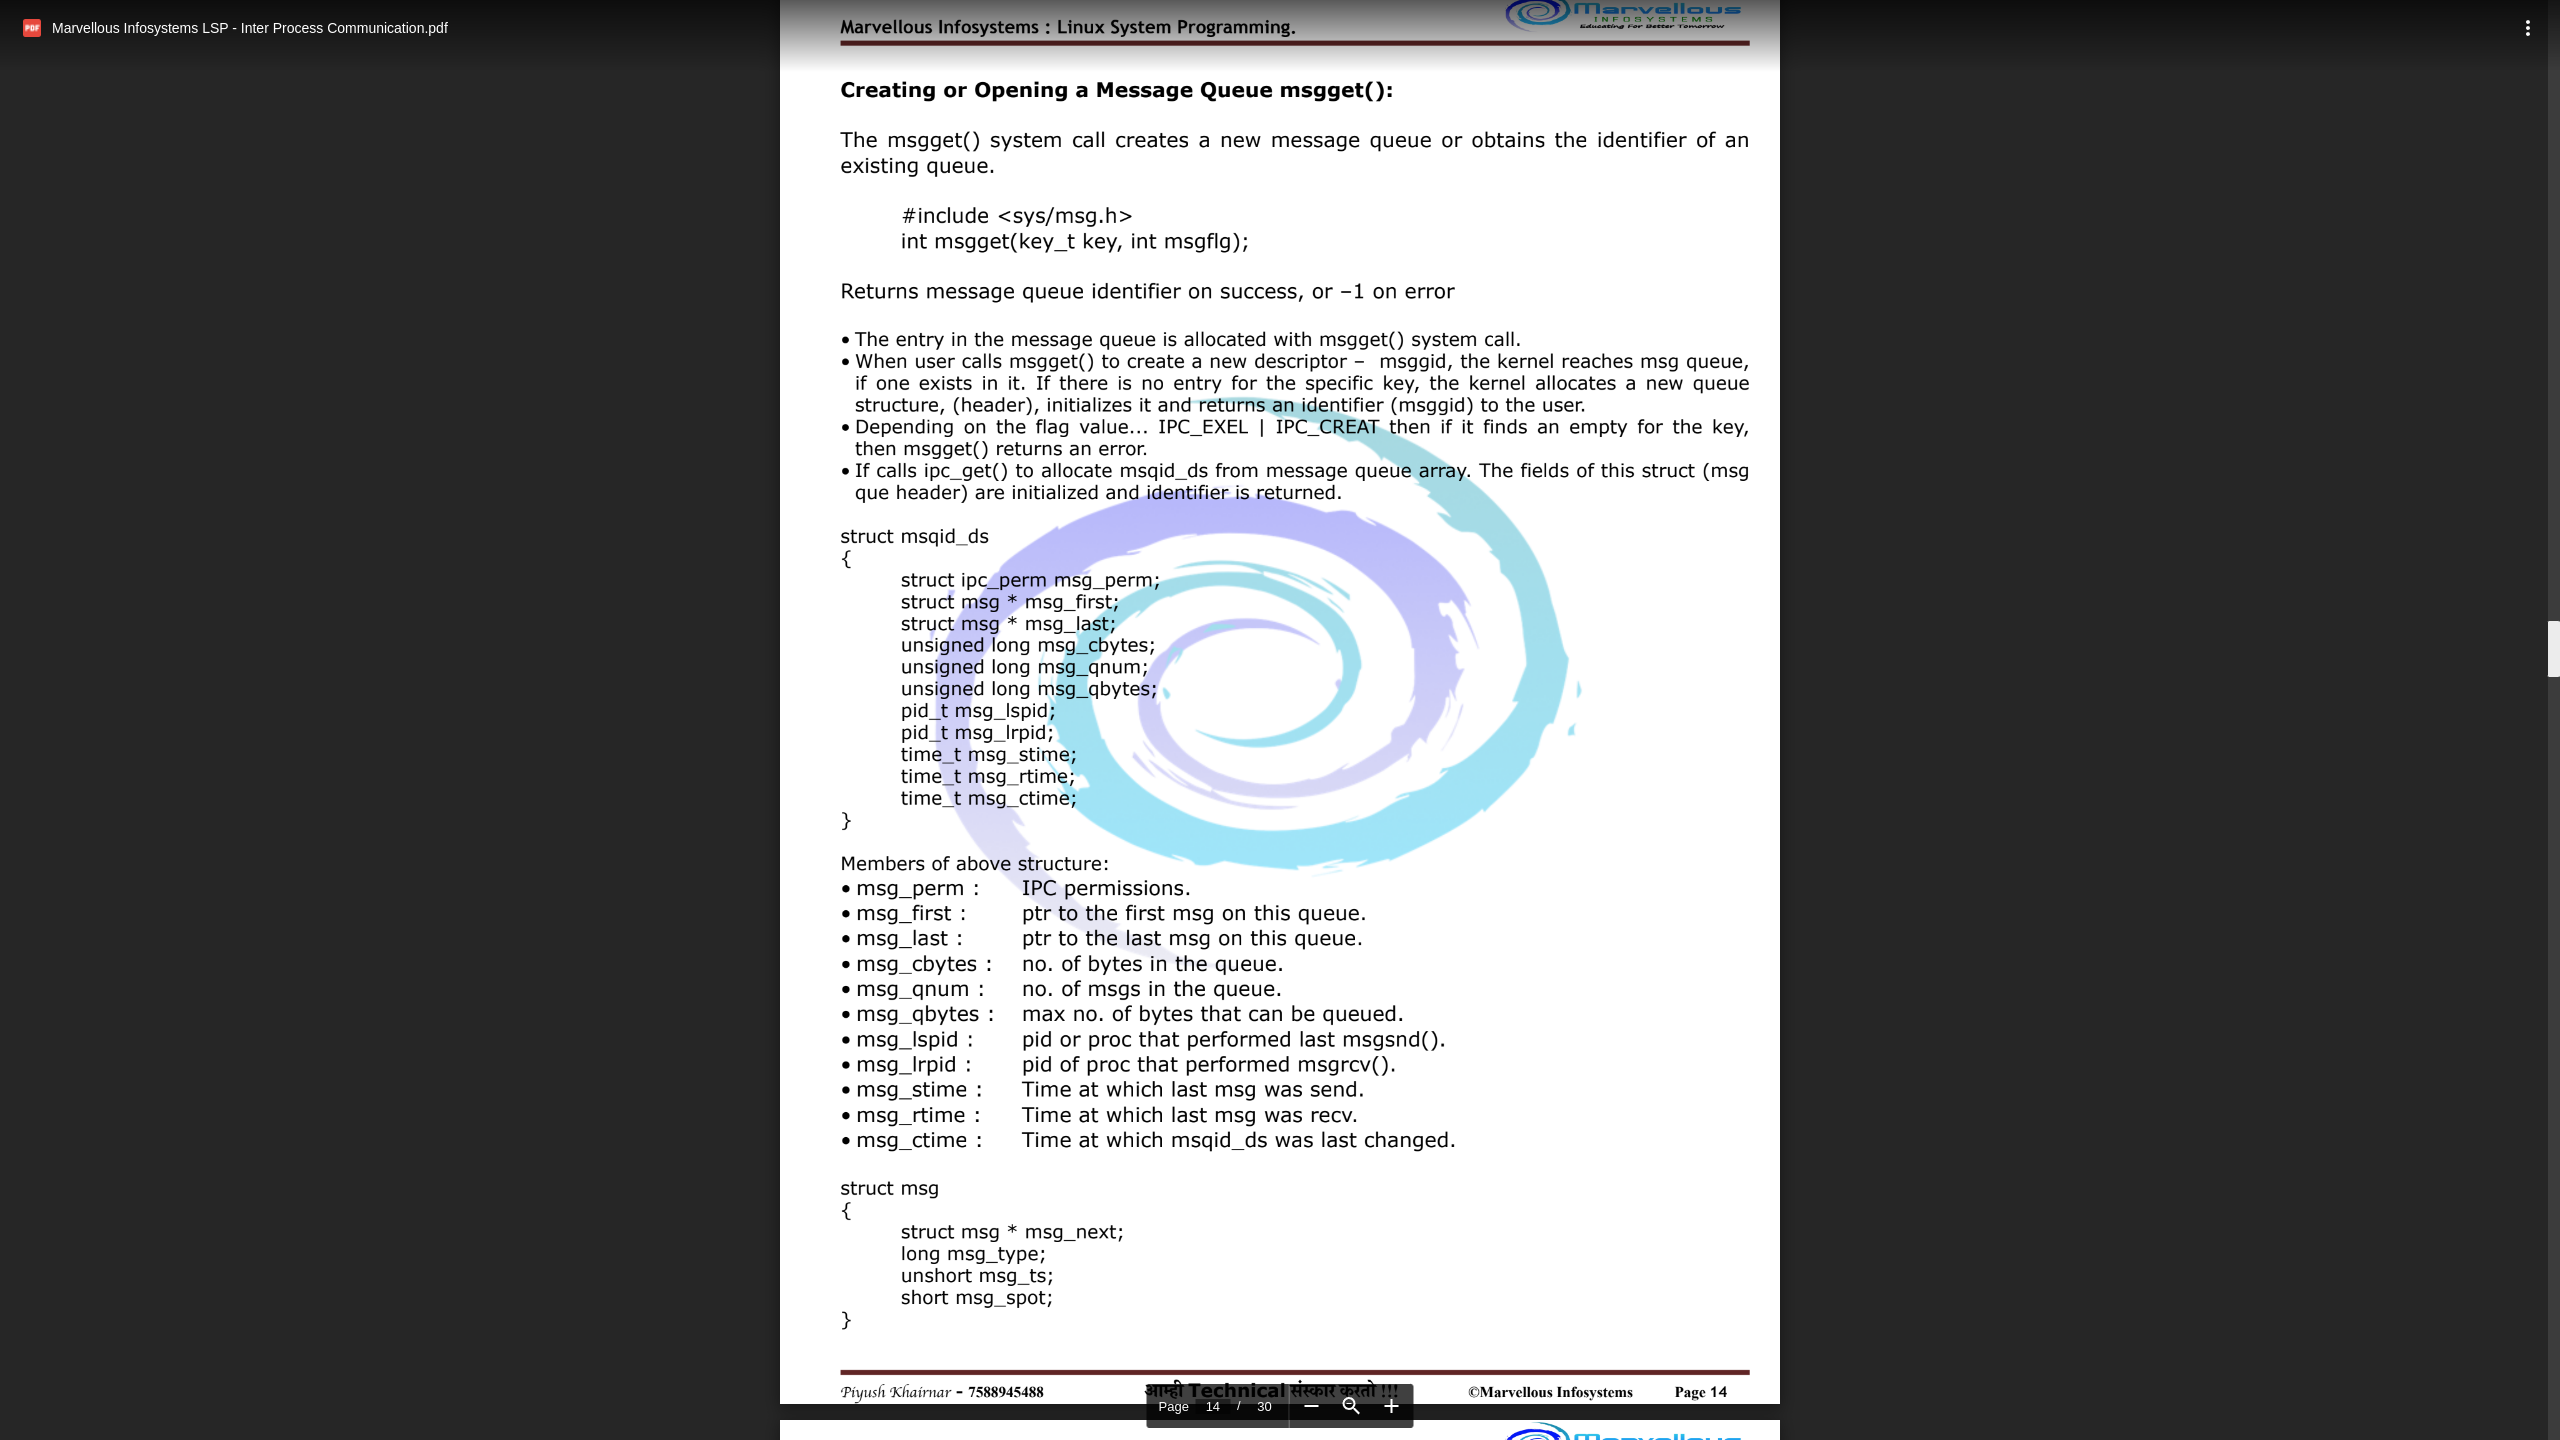 Marvellous Infosystems LSP - Inter Process Communication.pdf
Marvellous Infosystems : Linux System Programming.
Marvellous
INFOSYSTEMS
Educating For Better Tomorrow
Creating or Opening a Message Queue msgget():
The msgget() system call creates a new message queue or obtains the identifier of an
existing queue.
#include <sys/msg.h>
int msgget(key_t key, int msgflg);
Returns message queue identifier on success, or –1 on error
• The entry in the message queue is allocated with msgget() system call.
• When user calls msgget() to create a new descriptor – msggid, the kernel reaches msg queue,
if one exists in it. If there is no entry for the specific key, the kernel allocates a new queue
structure, (header), initializes it and returns an identifier (msggid) to the user.
• Depending on the flag value... IPC_EXEL | IPC_CREAT then if it finds an empty for the key,
then msgget() returns an error.
• If calls ipc_get() to allocate msqid_ds from message queue array. The fields of this struct (msg
que header) are initialized and identifier is returned.
struct msqid_ds
{
struct ipc_perm msg_perm;
struct msg * msg_first;
struct msg * msg_last;
unsigned long msg_cbytes;
unsigned long msg_qnum;
unsigned long msg_qbytes;
pid_t msg_lspid;
pid_t msg_lrpid;
time_t msg_stime;
time_t msg_rtime;
time_t msg_ctime;
}
Members of above structure:
• msg_perm : IPC permissions.
• msg_first : ptr to the first msg on this queue.
• msg_last : ptr to the last msg on this queue.
• msg_cbytes : no. of bytes in the queue.
• msg_qnum : no. of msgs in the queue.
• msg_qbytes : max no. of bytes that can be queued.
• msg_lspid : pid or proc that performed last msgsnd().
• msg_lrpid : pid of proc that performed msgrcv().
• msg_stime : Time at which last msg was send.
• msg_rtime : Time at which last msg was recv.
• msg_ctime : Time at which msqid_ds was last changed.
struct msg
{
struct msg * msg_next;
long msg_type;
unshort msg_ts;
short msg_spot;
}
Piyush Khairnar - 7588945488 आम्ही Technical संस्कार करतो !!! ©Marvellous Infosystems Page 14
Page 14 / 30
Marvellous